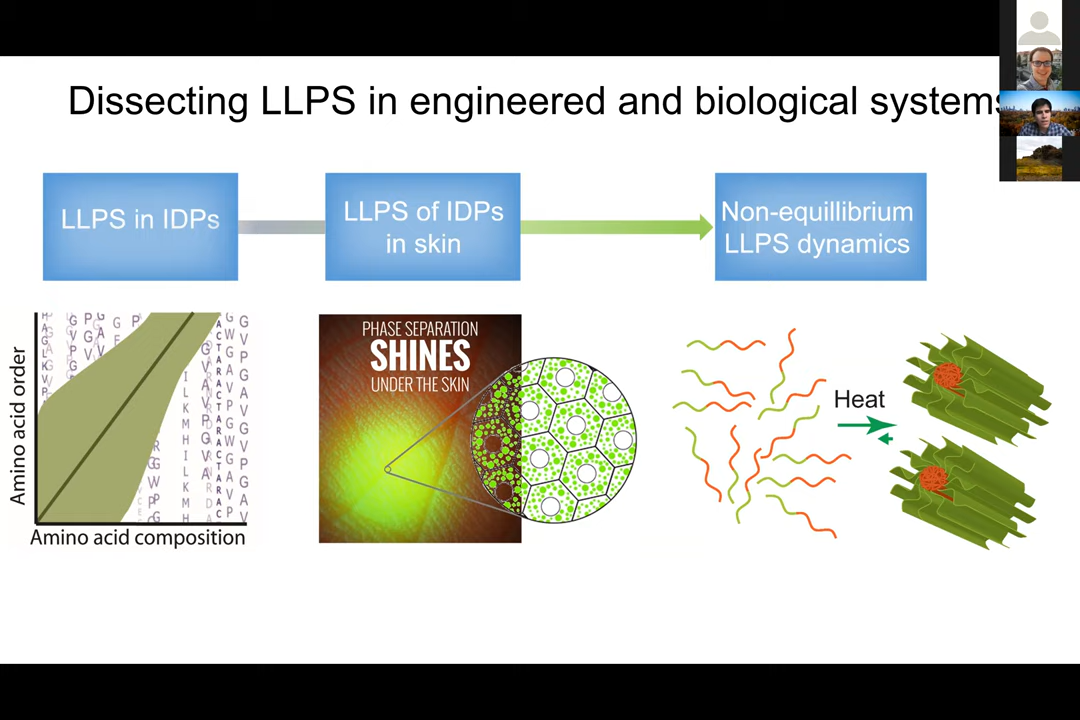 Dissecting LLPS in engineered and biological systems
LLPS in IDPs
LLPS of IDPs
in skin
Non-equillibrium
LLPS dynamics
PHASE SEPARATION
SHINES
UNDER THE SKIN
Heat
Amino acid order
Amino acid composition